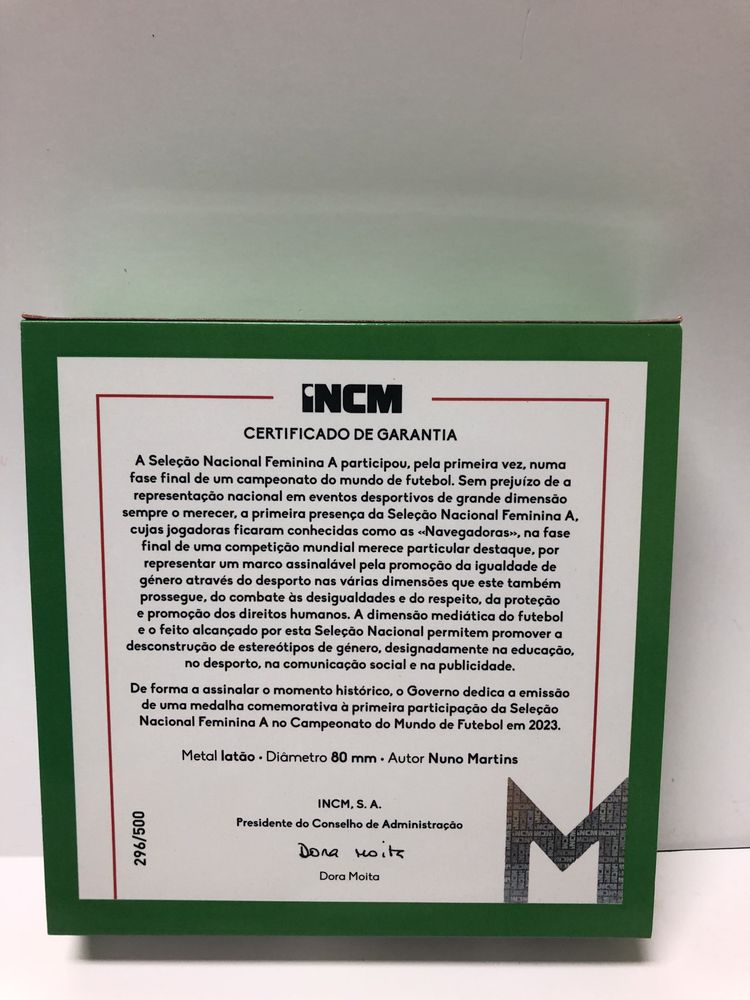 INCM
CERTIFICADO DE GARANTIA
A Seleção Nacional Feminina A participou, pela primeira vez, numa
fase final de um campeonato do mundo de futebol. Sem prejuízo de a
representação nacional em eventos desportivos de grande dimensão
sempre o merecer, a primeira presença da Seleção Nacional Feminina A,
cujas jogadoras ficaram conhecidas como as «Navegadoras», na fase
final de uma competição mundial merece particular destaque, por
representar um marco assinalável pela promoção da igualdade de
género através do desporto nas várias dimensões que este também
prossegue, do combate às desigualdades e do respeito, da proteção
e promoção dos direitos humanos. A dimensão mediática do futebol
e o feito alcançado por esta Seleção Nacional permitem promover a
desconstrução de estereótipos de género, designadamente na educação,
no desporto, na comunicação social e na publicidade.
De forma a assinalar o momento histórico, o Governo dedica a emissão
de uma medalha comemorativa à primeira participação da Seleção
Nacional Feminina A no Campeonato do Mundo de Futebol em 2023.
Metal latão • Diâmetro 80 mm • Autor Nuno Martins
INCM, S. A.
Presidente do Conselho de Administração
Dora Moita
Dora Moita
296/500
M